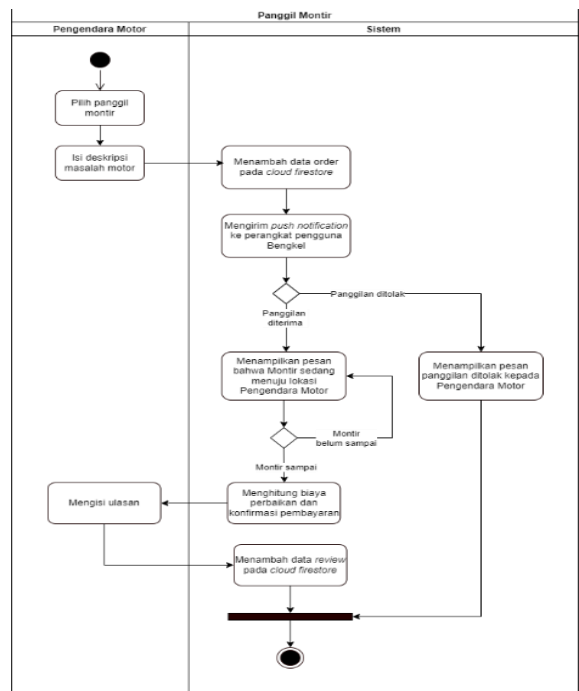 Panggil Montir
Pengendara Motor
Sistem
Pilih panggil
montir
Isi deskripsi
masalah motor
Menambah data order
pada cloud firestore
Mengirim push notification
ke perangkat pengguna
Bengkel
Panggilan ditolak
Panggilan
diterima
Menampilkan pesan
bahwa Montir sedang
menuju lokasi
Pengendara Motor
Menampilkan pesan
panggilan ditolak kepada
Pengendara Motor
Montir
belum sampai
Montir sampai
Menghitung biaya
perbaikan dan
konfirmasi pembayaran
Mengisi ulasan
Menambah data review
pada cloud firestore